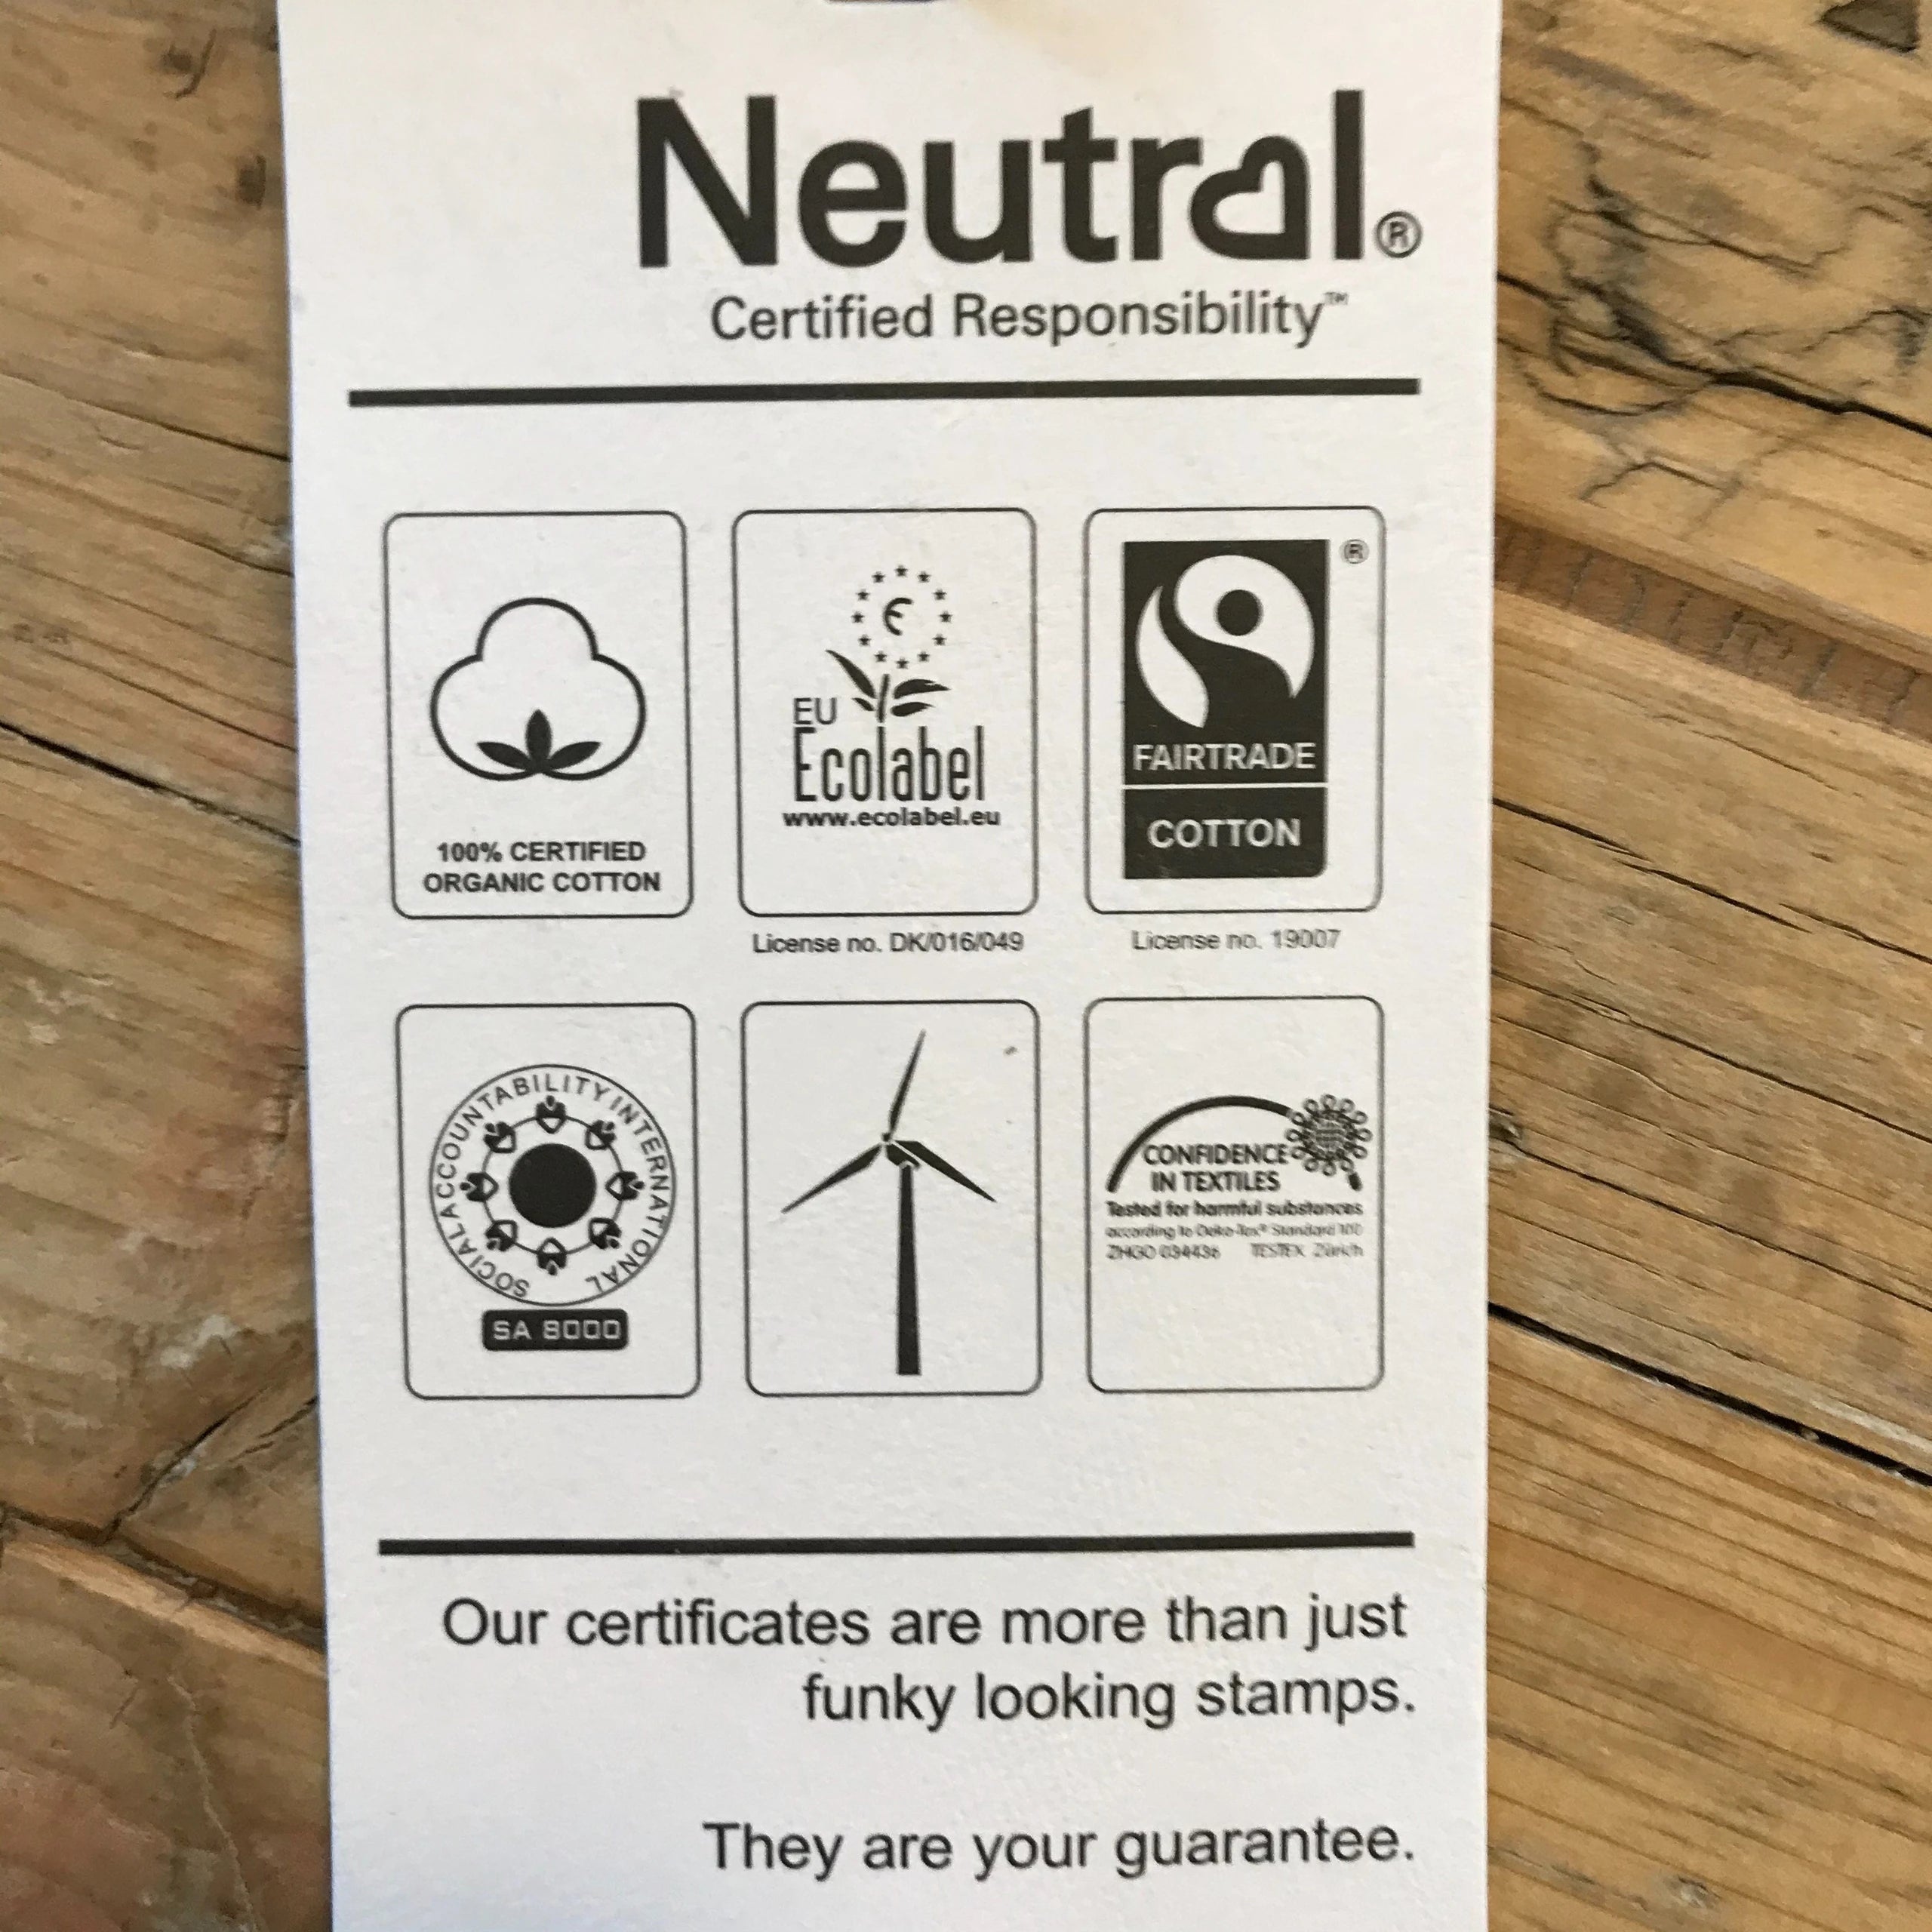 Neutral®
Certified Responsibility™
100% CERTIFIED
ORGANIC COTTON
EU
Ecolabel
www.ecolabel.eu
License no. DK/016/049
®
FAIRTRADE
COTTON
License no. 19007
SOCIAL ACCOUNTABILITY INTERNATIONAL
SA 8000
CONFIDENCE
IN TEXTILES
Tested for harmful substances
according to Oeko-Tex® Standard 100
ZHGO 034436 TESTEX Zürich
Our certificates are more than just
funky looking stamps.
They are your guarantee.